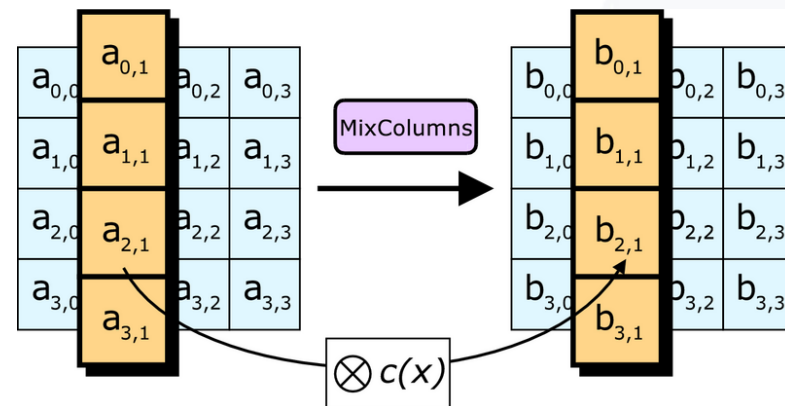 a0,0 a0,1 a0,2 a0,3
a1,0 a1,1 a1,2 a1,3
a2,0 a2,1 a2,2 a2,3
a3,0 a3,1 a3,2 a3,3
MixColumns
b0,0 b0,1 b0,2 b0,3
b1,0 b1,1 b1,2 b1,3
b2,0 b2,1 b2,2 b2,3
b3,0 b3,1 b3,2 b3,3
⊗ c(x)